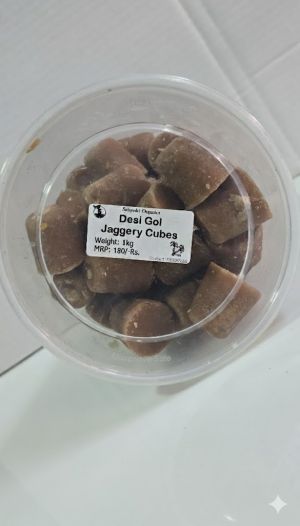 Desi Gol
Jaggery Cubes
Weight: 1kg
MRP: 180/-Rs.